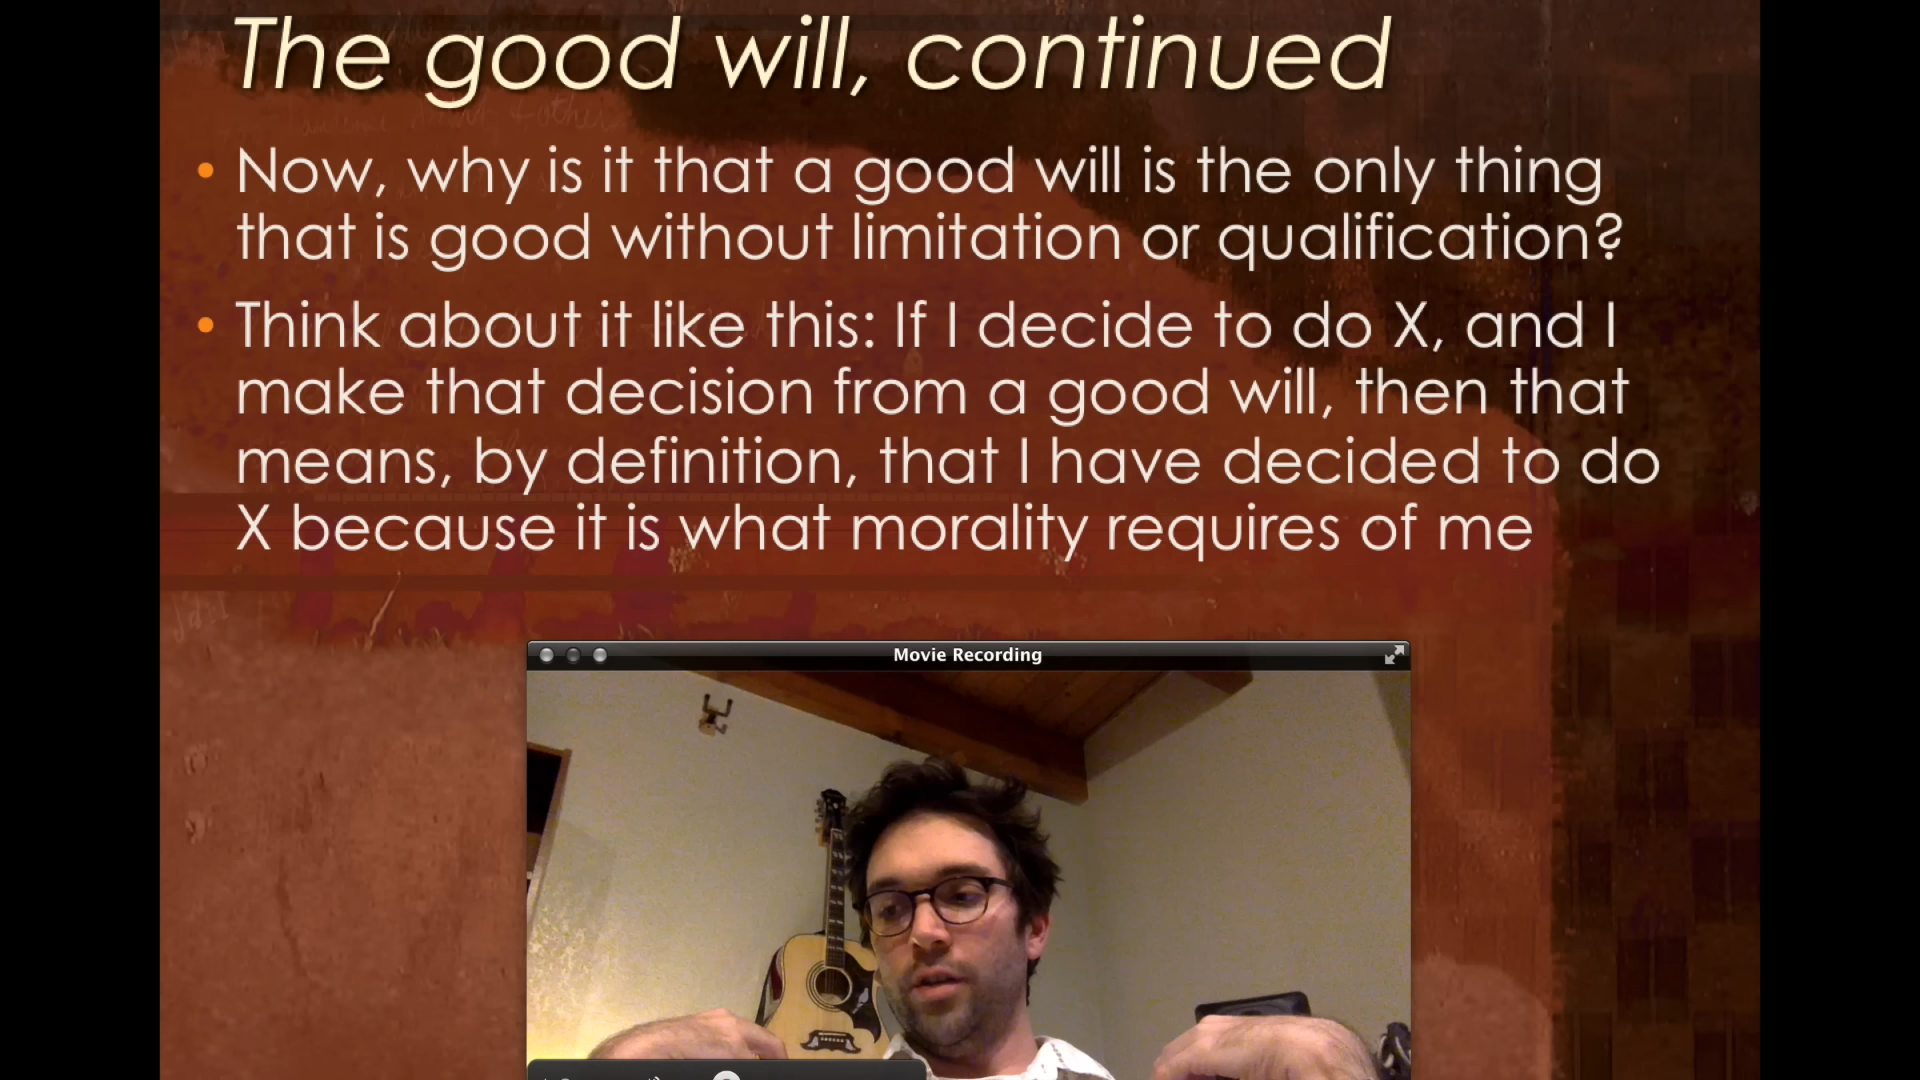 The good will, continued
• Now, why is it that a good will is the only thing
that is good without limitation or qualification?
• Think about it like this: If I decide to do X, and I
make that decision from a good will, then that
means, by definition, that I have decided to do
X because it is what morality requires of me
Movie Recording